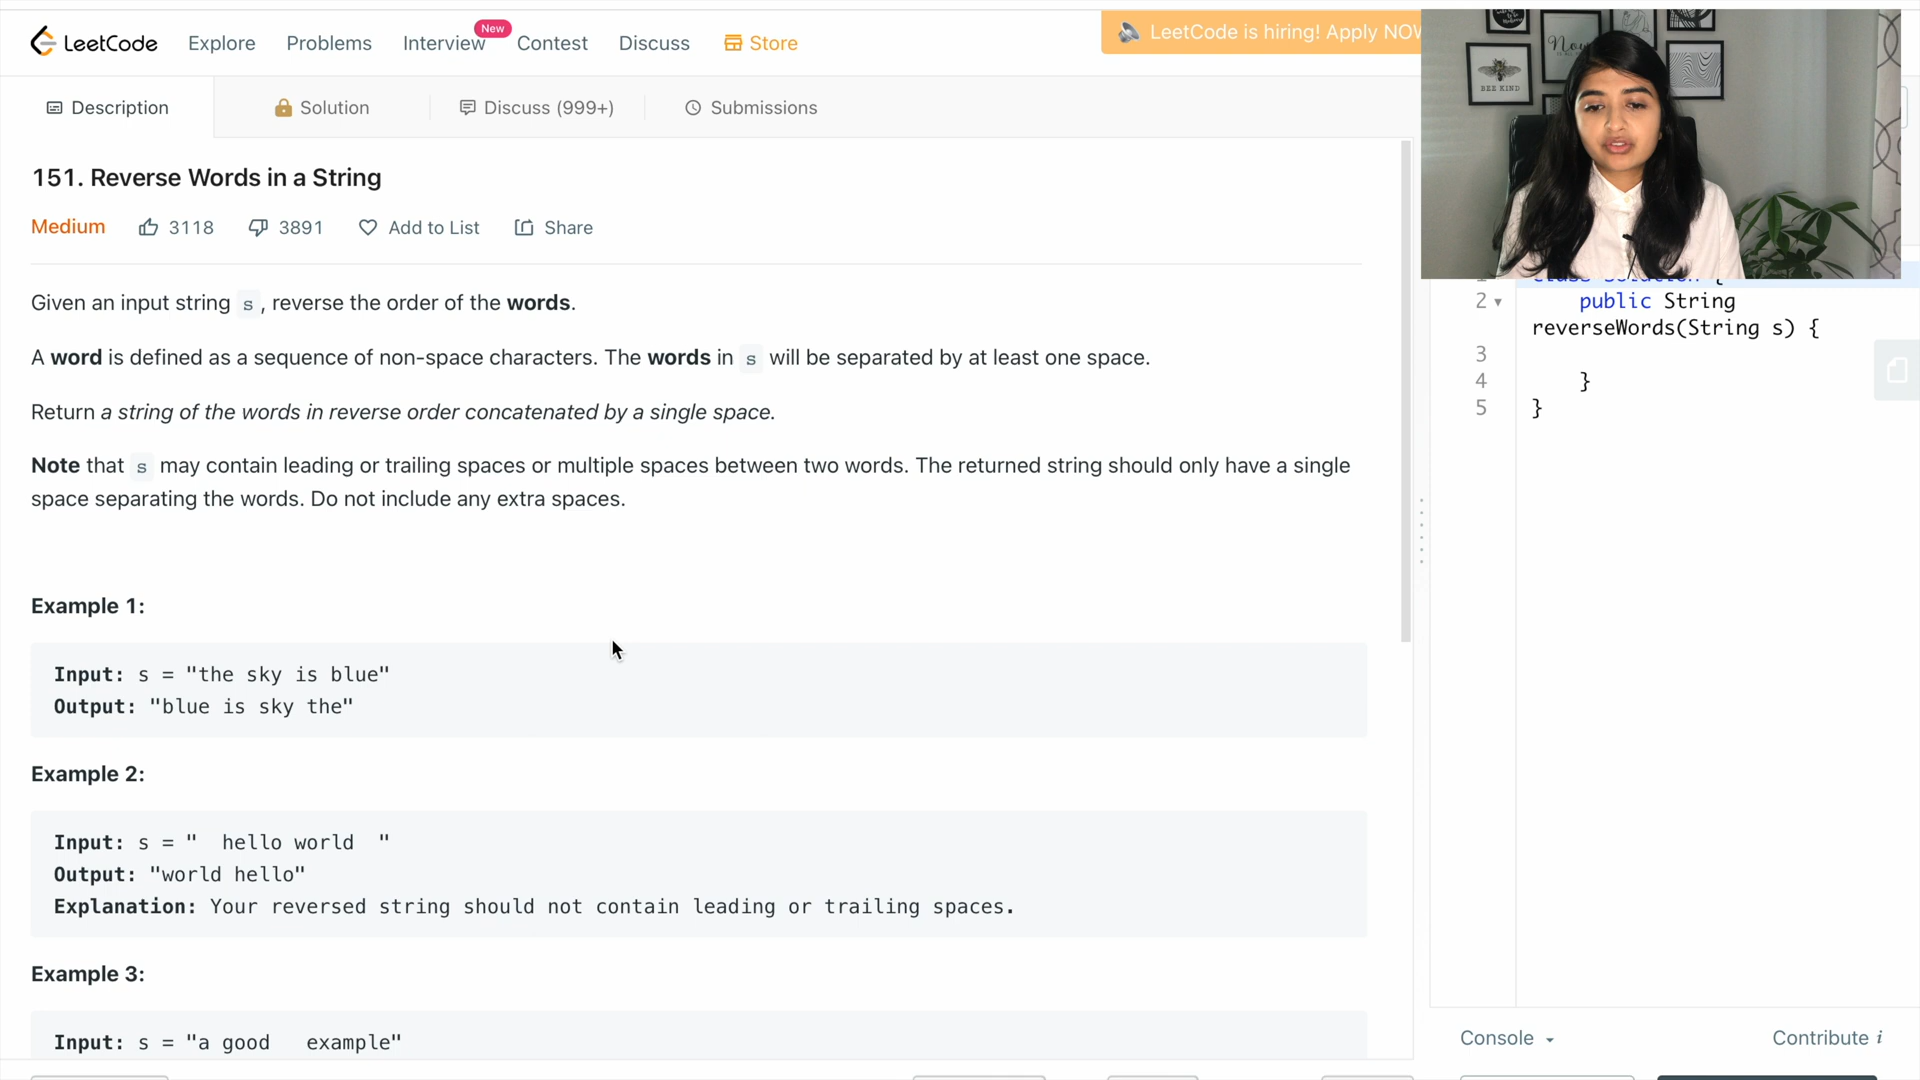 LeetCode
Explore
Problems
Interview
New
Contest
Discuss
Store
LeetCode is hiring! Apply NOW
BEE KIND
Description
Solution
Discuss (999+)
Submissions
151. Reverse Words in a String
Medium
3118
3891
Add to List
Share
Given an input string s , reverse the order of the words.
A word is defined as a sequence of non-space characters. The words in s will be separated by at least one space.
Return a string of the words in reverse order concatenated by a single space.
Note that s may contain leading or trailing spaces or multiple spaces between two words. The returned string should only have a single
space separating the words. Do not include any extra spaces.
Example 1:
Input: s = "the sky is blue"
Output: "blue is sky the"
Example 2:
Input: s = "  hello world  "
Output: "world hello"
Explanation: Your reversed string should not contain leading or trailing spaces.
Example 3:
Input: s = "a good   example"
1 class Solution {
2 public String
reverseWords(String s) {
3
4 }
5 }
Console
Contribute i